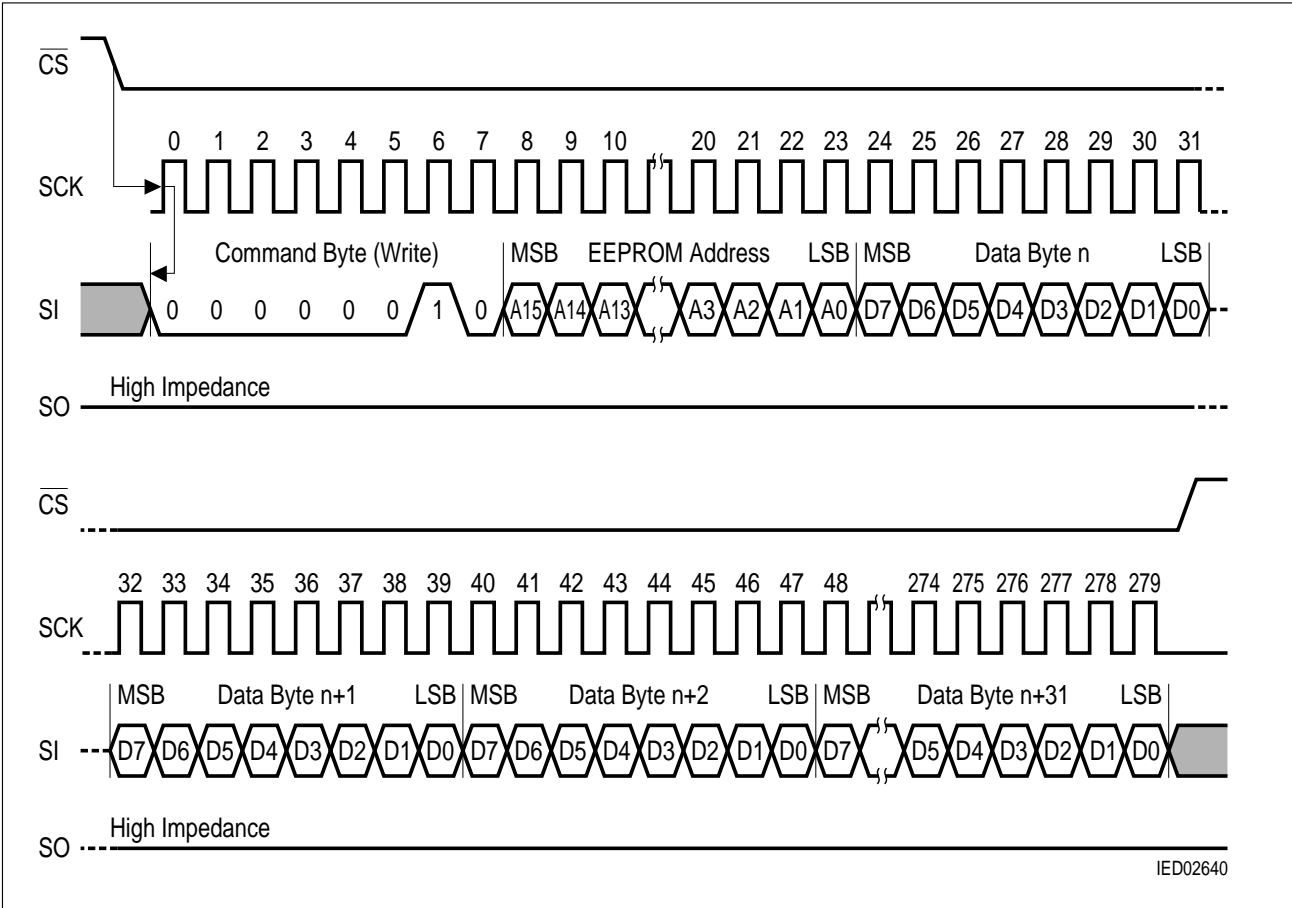 CS
0 1 2 3 4 5 6 7 8 9 10 20 21 22 23 24 25 26 27 28 29 30 31
SCK
Command Byte (Write) MSB EEPROM Address LSB MSB Data Byte n LSB
SI 0 0 0 0 0 0 1 0 A15 A14 A13 A3 A2 A1 A0 D7 D6 D5 D4 D3 D2 D1 D0
High Impedance
SO
CS
32 33 34 35 36 37 38 39 40 41 42 43 44 45 46 47 48 274 275 276 277 278 279
SCK
MSB Data Byte n+1 LSB MSB Data Byte n+2 LSB MSB Data Byte n+31 LSB
SI D7 D6 D5 D4 D3 D2 D1 D0 D7 D6 D5 D4 D3 D2 D1 D0 D7 D5 D4 D3 D2 D1 D0
High Impedance
SO
IED02640